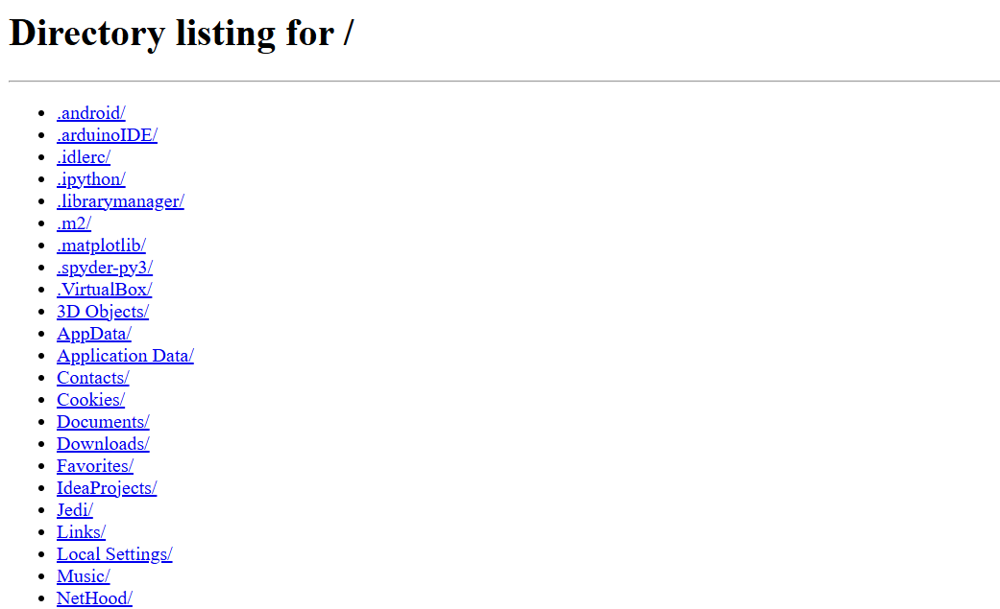 Directory listing for /
.android/
.arduinoIDE/
.idlerc/
.ipython/
.librarymanager/
.m2/
.matplotlib/
.spyder-py3/
.VirtualBox/
3D Objects/
AppData/
Application Data/
Contacts/
Cookies/
Documents/
Downloads/
Favorites/
IdeaProjects/
Jedi/
Links/
Local Settings/
Music/
NetHood/